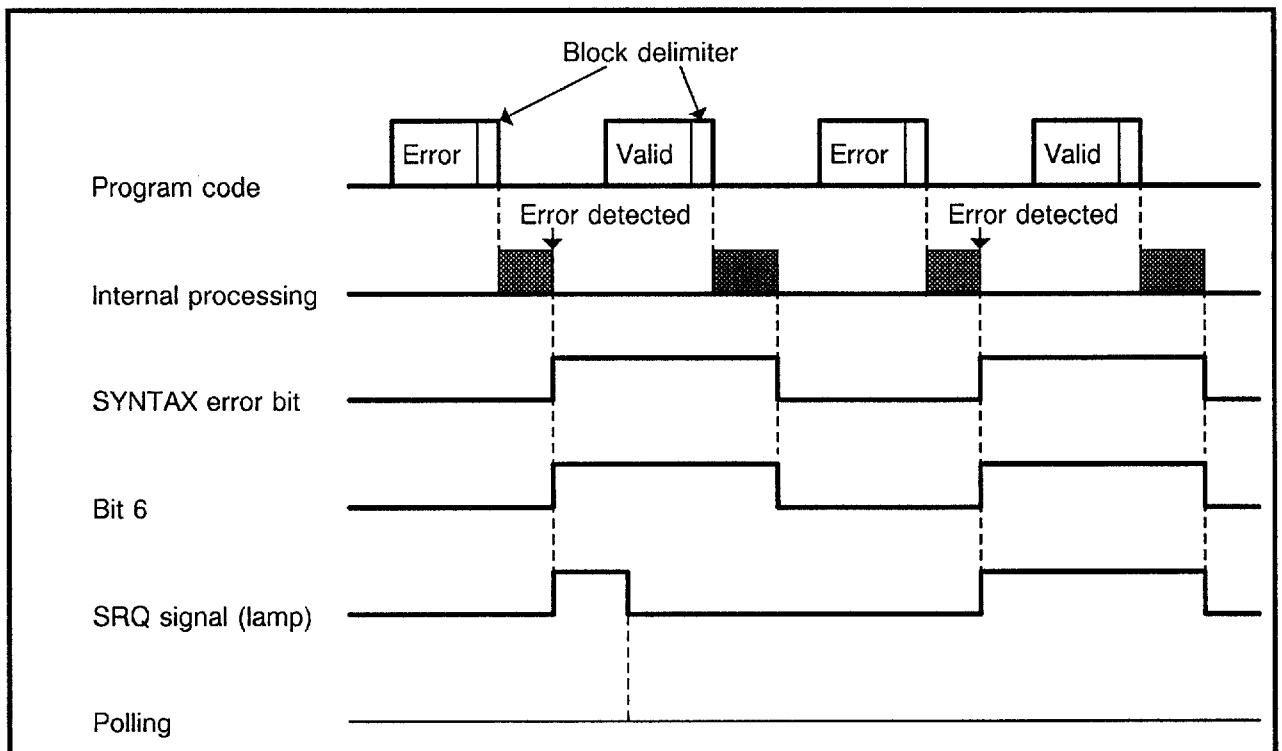 Block delimiter
Error Valid Error Valid
Program code
Error detected Error detected
Internal processing
SYNTAX error bit
Bit 6
SRQ signal (lamp)
Polling